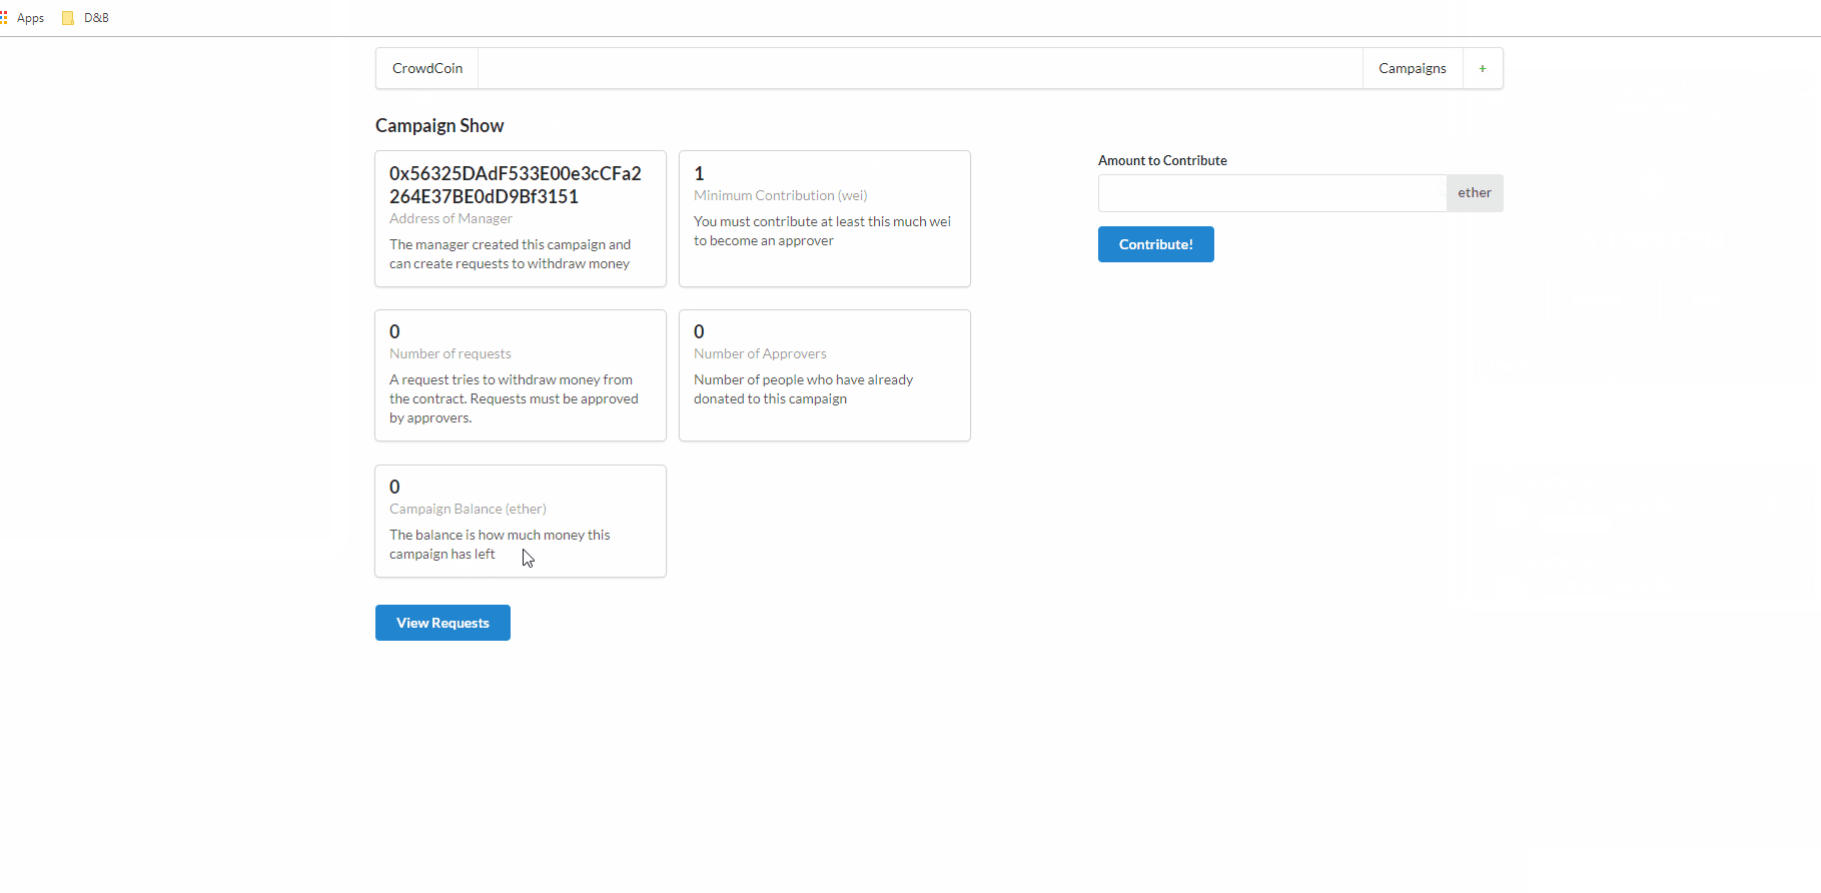 Apps D&B
CrowdCoin Campaigns +
Campaign Show
0x56325DAdF533E00e3cCFa2
264E37BE0dD9Bf3151
Address of Manager
The manager created this campaign and
can create requests to withdraw money
1
Minimum Contribution (wei)
You must contribute at least this much wei
to become an approver
Amount to Contribute
ether
Contribute!
0
Number of requests
A request tries to withdraw money from
the contract. Requests must be approved
by approvers.
0
Number of Approvers
Number of people who have already
donated to this campaign
0
Campaign Balance (ether)
The balance is how much money this
campaign has left
View Requests